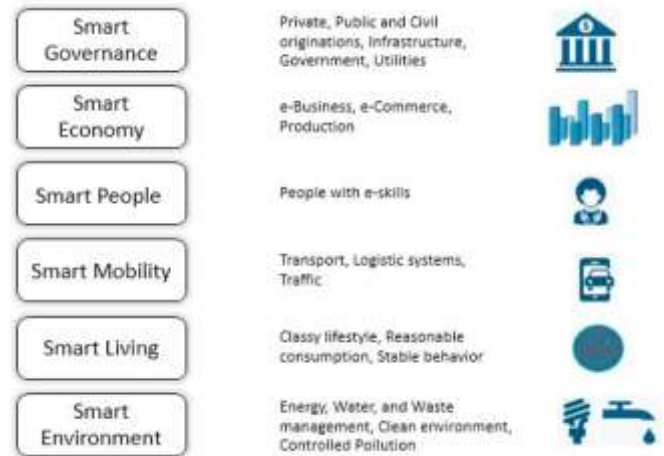 Smart
Governance
Private, Public and Civil
originations, Infrastructure,
Government, Utilities
Smart
Economy
e-Business, e-Commerce,
Production
Smart People
People with e-skills
Smart Mobility
Transport, Logistic systems,
Traffic
Smart Living
Classy lifestyle, Reasonable
consumption, Stable behavior
Smart
Environment
Energy, Water, and Waste
management, Clean environment,
Controlled Pollution